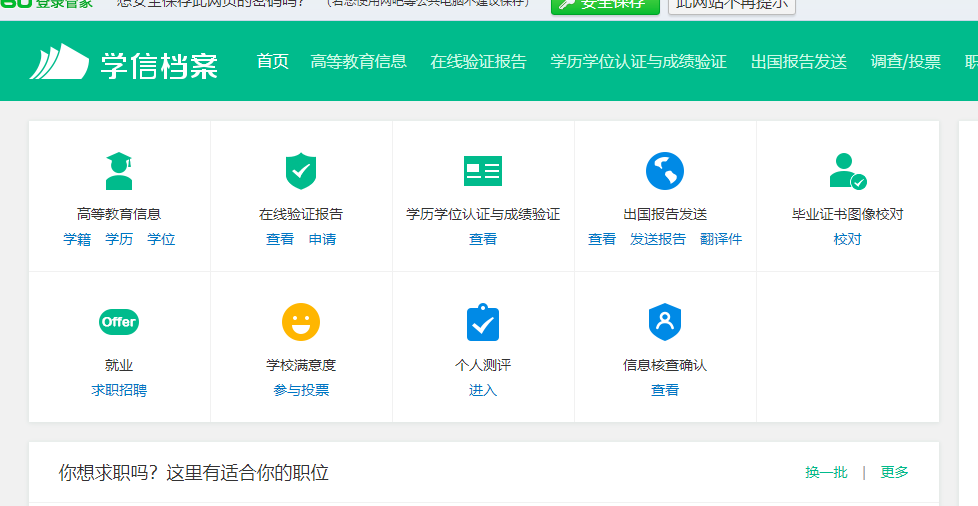 登录管家 您想安全保存此网页的密码吗？ （若您使用网吧等公共电脑不建议保存） 安全保存 此网站不再提示
学信档案 首页 高等教育信息 在线验证报告 学历学位认证与成绩验证 出国报告发送 调查/投票
高等教育信息 在线验证报告 学历学位认证与成绩验证 出国报告发送 毕业证书图像校对
学籍 学历 学位 查看 申请 查看 查看 发送报告 翻译件 校对
Offer
就业 学校满意度 个人测评 信息核查确认
求职招聘 参与投票 进入 查看
你想求职吗？这里有适合你的职位 换一批 | 更多